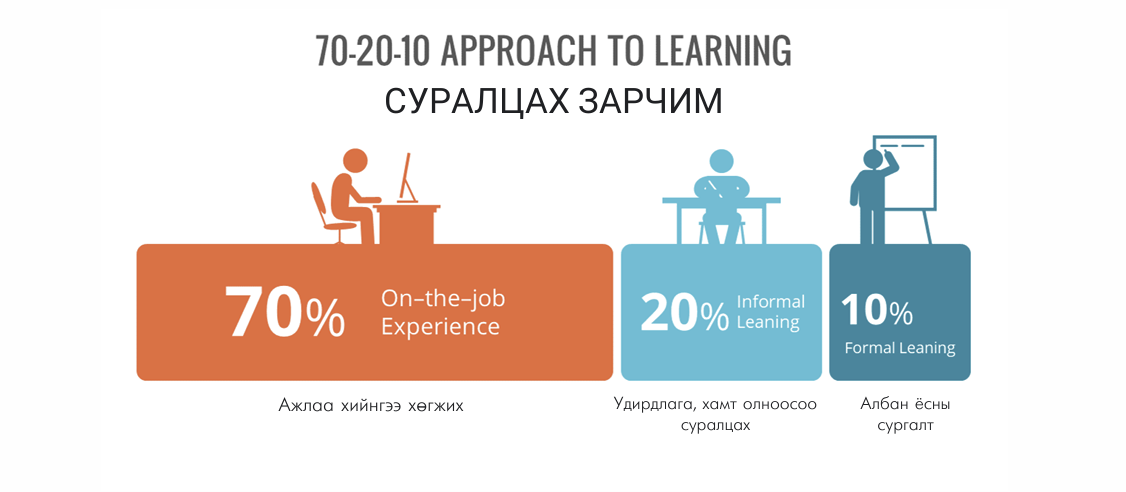 70-20-10 APPROACH TO LEARNING
СУРАЛЦАХ ЗАРЧИМ
70% On-the-job
Experience
20% Informal
Leaning
10%
Formal Leaning
Ажлаа хийнгээ хөгжих
Удирдлага, хамт олноосоо
суралцах
Албан ёсны
сургалт